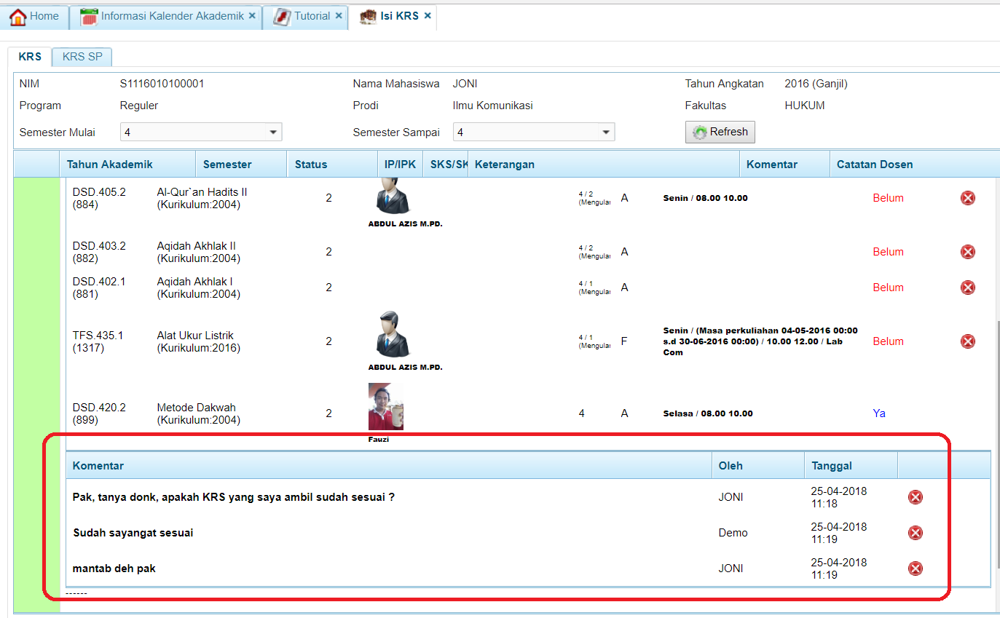 Home Informasi Kalender Akademik Tutorial Isi KRS
KRS KRS SP
NIM S1116010100001 Nama Mahasiswa JONI Tahun Angkatan 2016 (Ganjil)
Program Reguler Prodi Ilmu Komunikasi Fakultas HUKUM
Semester Mulai 4 Semester Sampai 4 Refresh
Tahun Akademik Semester Status IP/IPK SKS/SK Keterangan Komentar Catatan Dosen
DSD.405.2 Al-Qur`an Hadits II 2 4 / 2 A Senin / 08.00 10.00 Belum
(884) (Kurikulum:2004) (Mengular
ABDUL AZIS M.PD.
DSD.403.2 Aqidah Akhlak II 2 4 / 2 A Belum
(882) (Kurikulum:2004) (Mengular
DSD.402.1 Aqidah Akhlak I 2 4 / 1 A Belum
(881) (Kurikulum:2004) (Mengular
TFS.435.1 Alat Ukur Listrik 2 4 / 1 F Senin / (Masa perkuliahan 04-05-2016 00:00 Belum
(1317) (Kurikulum:2016) (Mengular s.d 30-06-2016 00:00) / 10.00 12.00 / Lab
Com
ABDUL AZIS M.PD.
DSD.420.2 Metode Dakwah 2 4 A Selasa / 08.00 10.00 Ya
(899) (Kurikulum:2004)
Fauzi
Komentar Oleh Tanggal
Pak, tanya donk, apakah KRS yang saya ambil sudah sesuai ? JONI 25-04-2018
11:18
Sudah sayangat sesuai Demo 25-04-2018
11:19
mantab deh pak JONI 25-04-2018
11:19
------